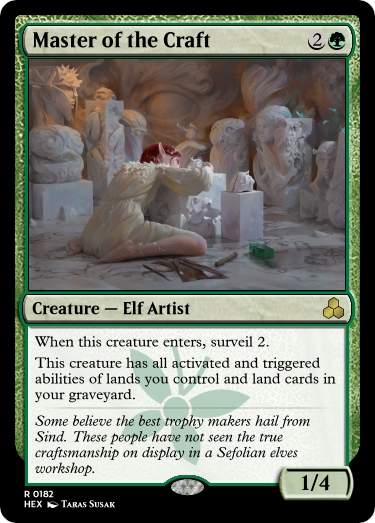 Master of the Craft 2
Creature — Elf Artist
When this creature enters, surveil 2.
This creature has all activated and triggered
abilities of lands you control and land cards in
your graveyard.
Some believe the best trophy makers hail from
Sind. These people have not seen the true
craftsmanship on display in a Sefolian elves
workshop.
1/4
R 0182
HEX Taras Susak